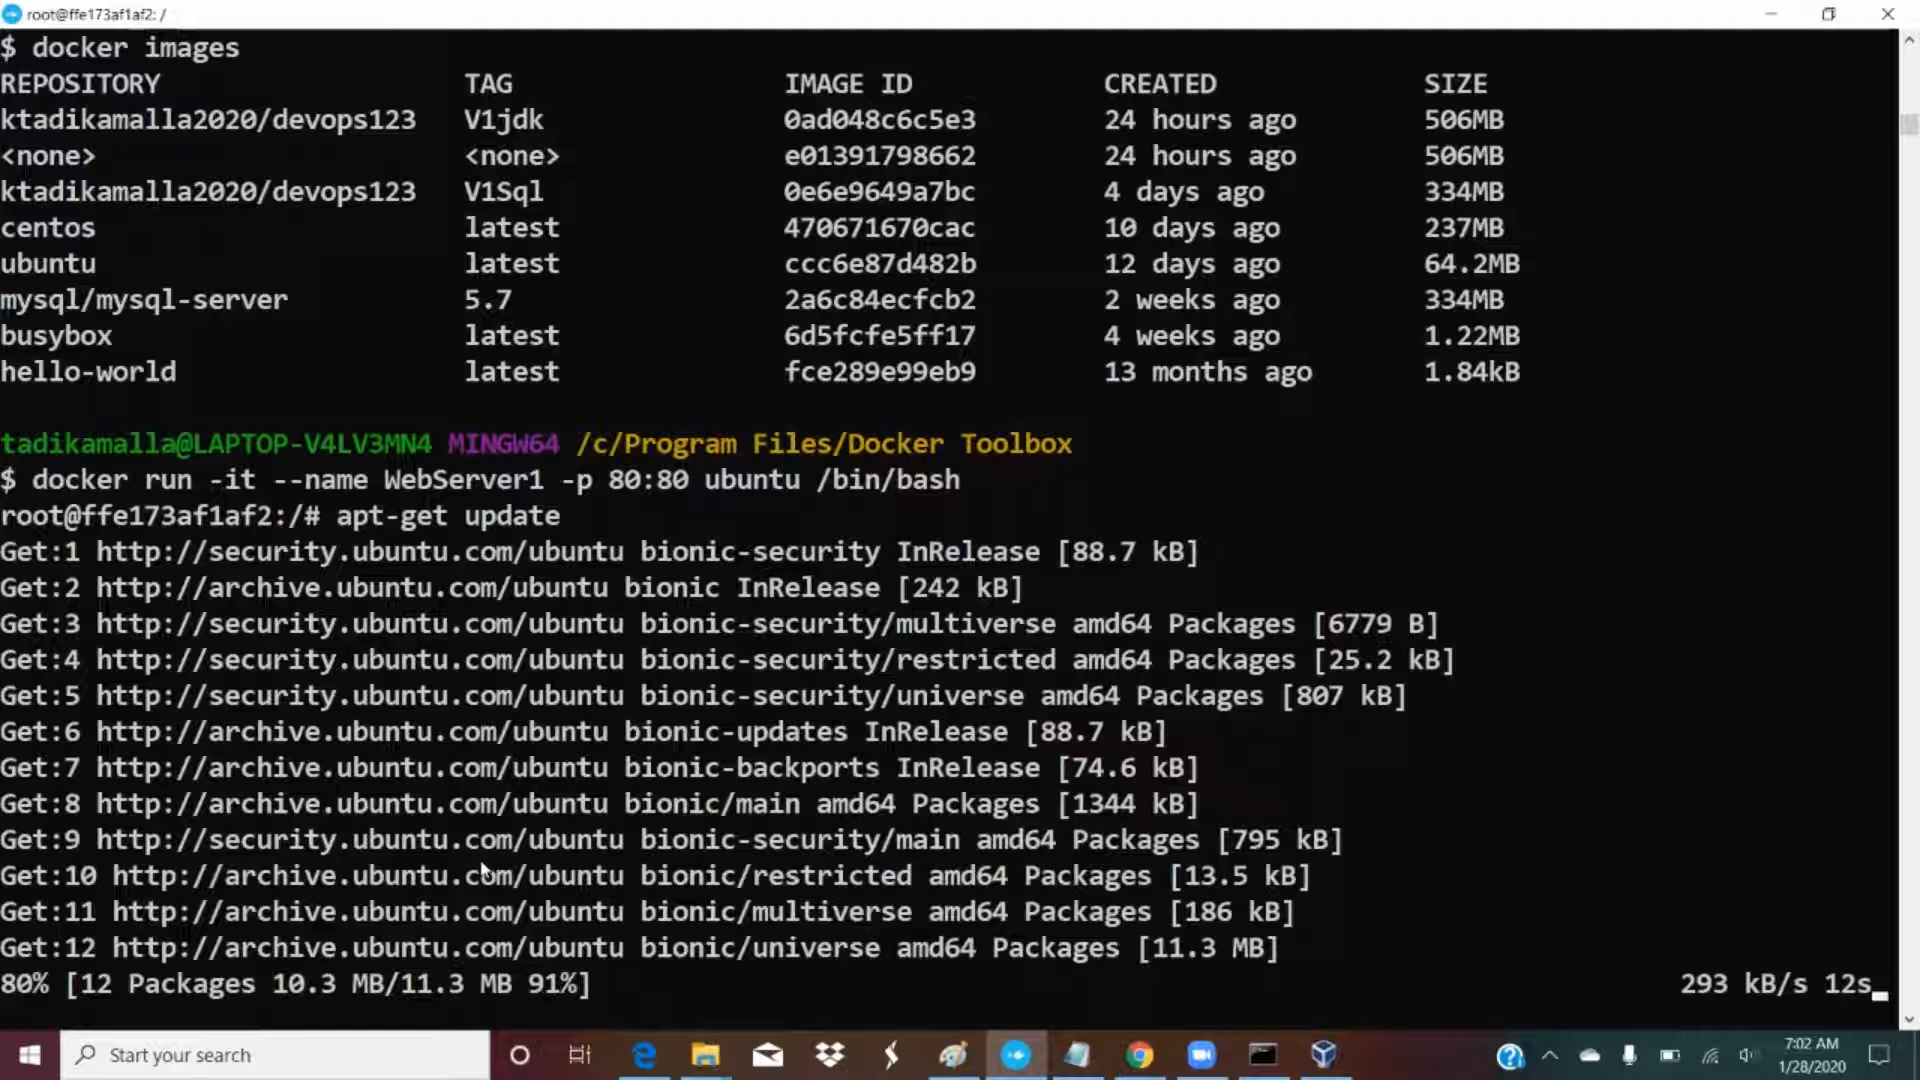 root@ffe173af1af2: /
$ docker images
REPOSITORY TAG IMAGE ID CREATED SIZE
ktadikamalla2020/devops123 V1jdk 0ad048c6c5e3 24 hours ago 506MB
<none> <none> e01391798662 24 hours ago 506MB
ktadikamalla2020/devops123 V1Sql 0e6e9649a7bc 4 days ago 334MB
centos latest 470671670cac 10 days ago 237MB
ubuntu latest ccc6e87d482b 12 days ago 64.2MB
mysql/mysql-server 5.7 2a6c84ecfcb2 2 weeks ago 334MB
busybox latest 6d5fcfe5ff17 4 weeks ago 1.22MB
hello-world latest fce289e99eb9 13 months ago 1.84kB
tadikamalla@LAPTOP-V4LV3MN4 MINGW64 /c/Program Files/Docker Toolbox
$ docker run -it --name WebServer1 -p 80:80 ubuntu /bin/bash
root@ffe173af1af2:/# apt-get update
Get:1 http://security.ubuntu.com/ubuntu bionic-security InRelease [88.7 kB]
Get:2 http://archive.ubuntu.com/ubuntu bionic InRelease [242 kB]
Get:3 http://security.ubuntu.com/ubuntu bionic-security/multiverse amd64 Packages [6779 B]
Get:4 http://security.ubuntu.com/ubuntu bionic-security/restricted amd64 Packages [25.2 kB]
Get:5 http://security.ubuntu.com/ubuntu bionic-security/universe amd64 Packages [807 kB]
Get:6 http://archive.ubuntu.com/ubuntu bionic-updates InRelease [88.7 kB]
Get:7 http://archive.ubuntu.com/ubuntu bionic-backports InRelease [74.6 kB]
Get:8 http://archive.ubuntu.com/ubuntu bionic/main amd64 Packages [1344 kB]
Get:9 http://security.ubuntu.com/ubuntu bionic-security/main amd64 Packages [795 kB]
Get:10 http://archive.ubuntu.com/ubuntu bionic/restricted amd64 Packages [13.5 kB]
Get:11 http://archive.ubuntu.com/ubuntu bionic/multiverse amd64 Packages [186 kB]
Get:12 http://archive.ubuntu.com/ubuntu bionic/universe amd64 Packages [11.3 MB]
80% [12 Packages 10.3 MB/11.3 MB 91%] 293 kB/s 12s
Start your search
7:02 AM
1/28/2020